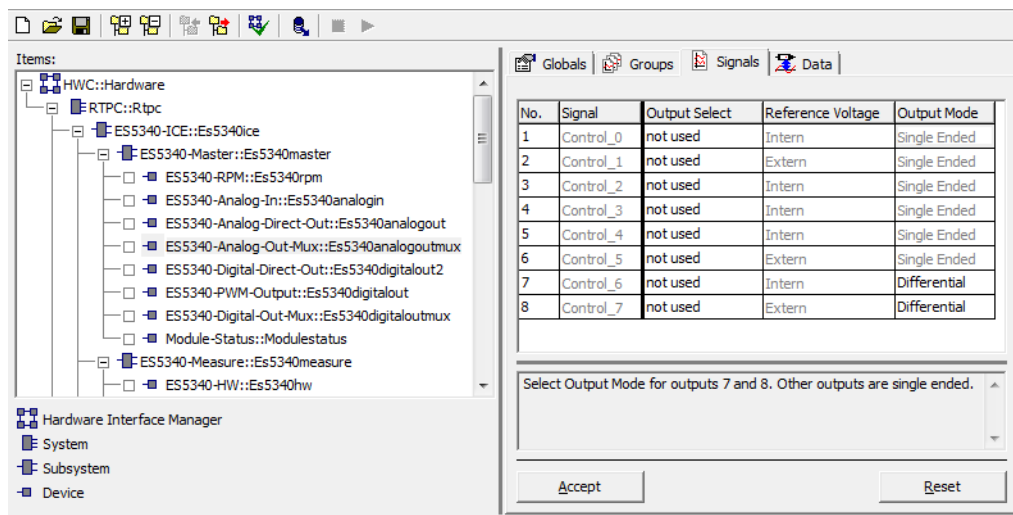 Items:
HWC::Hardware
RTPC::Rtpc
ES5340-ICE::Es5340ice
ES5340-Master::Es5340master
ES5340-RPM::Es5340rpm
ES5340-Analog-In::Es5340analogin
ES5340-Analog-Direct-Out::Es5340analogout
ES5340-Analog-Out-Mux::Es5340analogoutmux
ES5340-Digital-Direct-Out::Es5340digitalout2
ES5340-PWM-Output::Es5340digitalout
ES5340-Digital-Out-Mux::Es5340digitaloutmux
Module-Status::Modulestatus
ES5340-Measure::Es5340measure
ES5340-HW::Es5340hw
Hardware Interface Manager
System
Subsystem
Device
Globals Groups Signals Data
No. Signal Output Select Reference Voltage Output Mode
1 Control_0 not used Intern Single Ended
2 Control_1 not used Extern Single Ended
3 Control_2 not used Intern Single Ended
4 Control_3 not used Intern Single Ended
5 Control_4 not used Intern Single Ended
6 Control_5 not used Extern Single Ended
7 Control_6 not used Intern Differential
8 Control_7 not used Extern Differential
Select Output Mode for outputs 7 and 8. Other outputs are single ended.
Accept Reset